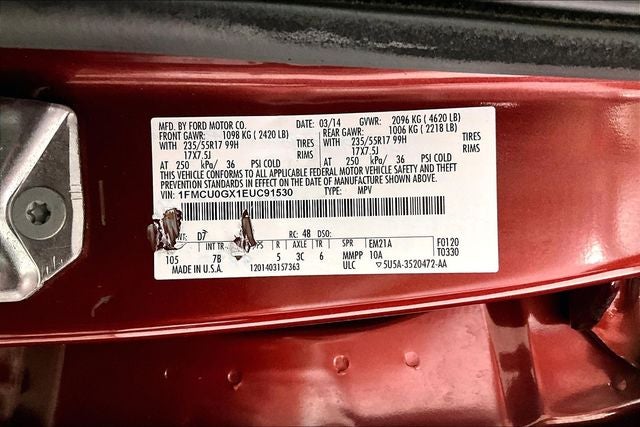 MFD. BY FORD MOTOR CO. DATE: 03/14 GVWR: 2096 KG ( 4620 LB)
FRONT GAWR: 1098 KG ( 2420 LB) REAR GAWR: 1006 KG ( 2218 LB)
WITH 235/55R17 99H TIRES WITH 235/55R17 99H TIRES
17X7.5J RIMS 17X7.5J RIMS
AT 250 kPa/ 36 PSI COLD AT 250 kPa/ 36 PSI COLD
THIS VEHICLE CONFORMS TO ALL APPLICABLE FEDERAL MOTOR VEHICLE SAFETY AND THEFT
PREVENTION STANDARDS IN EFFECT ON THE DATE OF MANUFACTURE SHOWN ABOVE.
VIN: 1FMCU0GX1EUC91530 TYPE: MPV
NT: D7 RC: 48 DSO:
INT TR PS R AXLE TR SPR EM21A F0120
105 7B 5 3C 6 MMPP 10A T0330
MADE IN U.S.A. 1201403157363 ULC 5U5A-3520472-AA